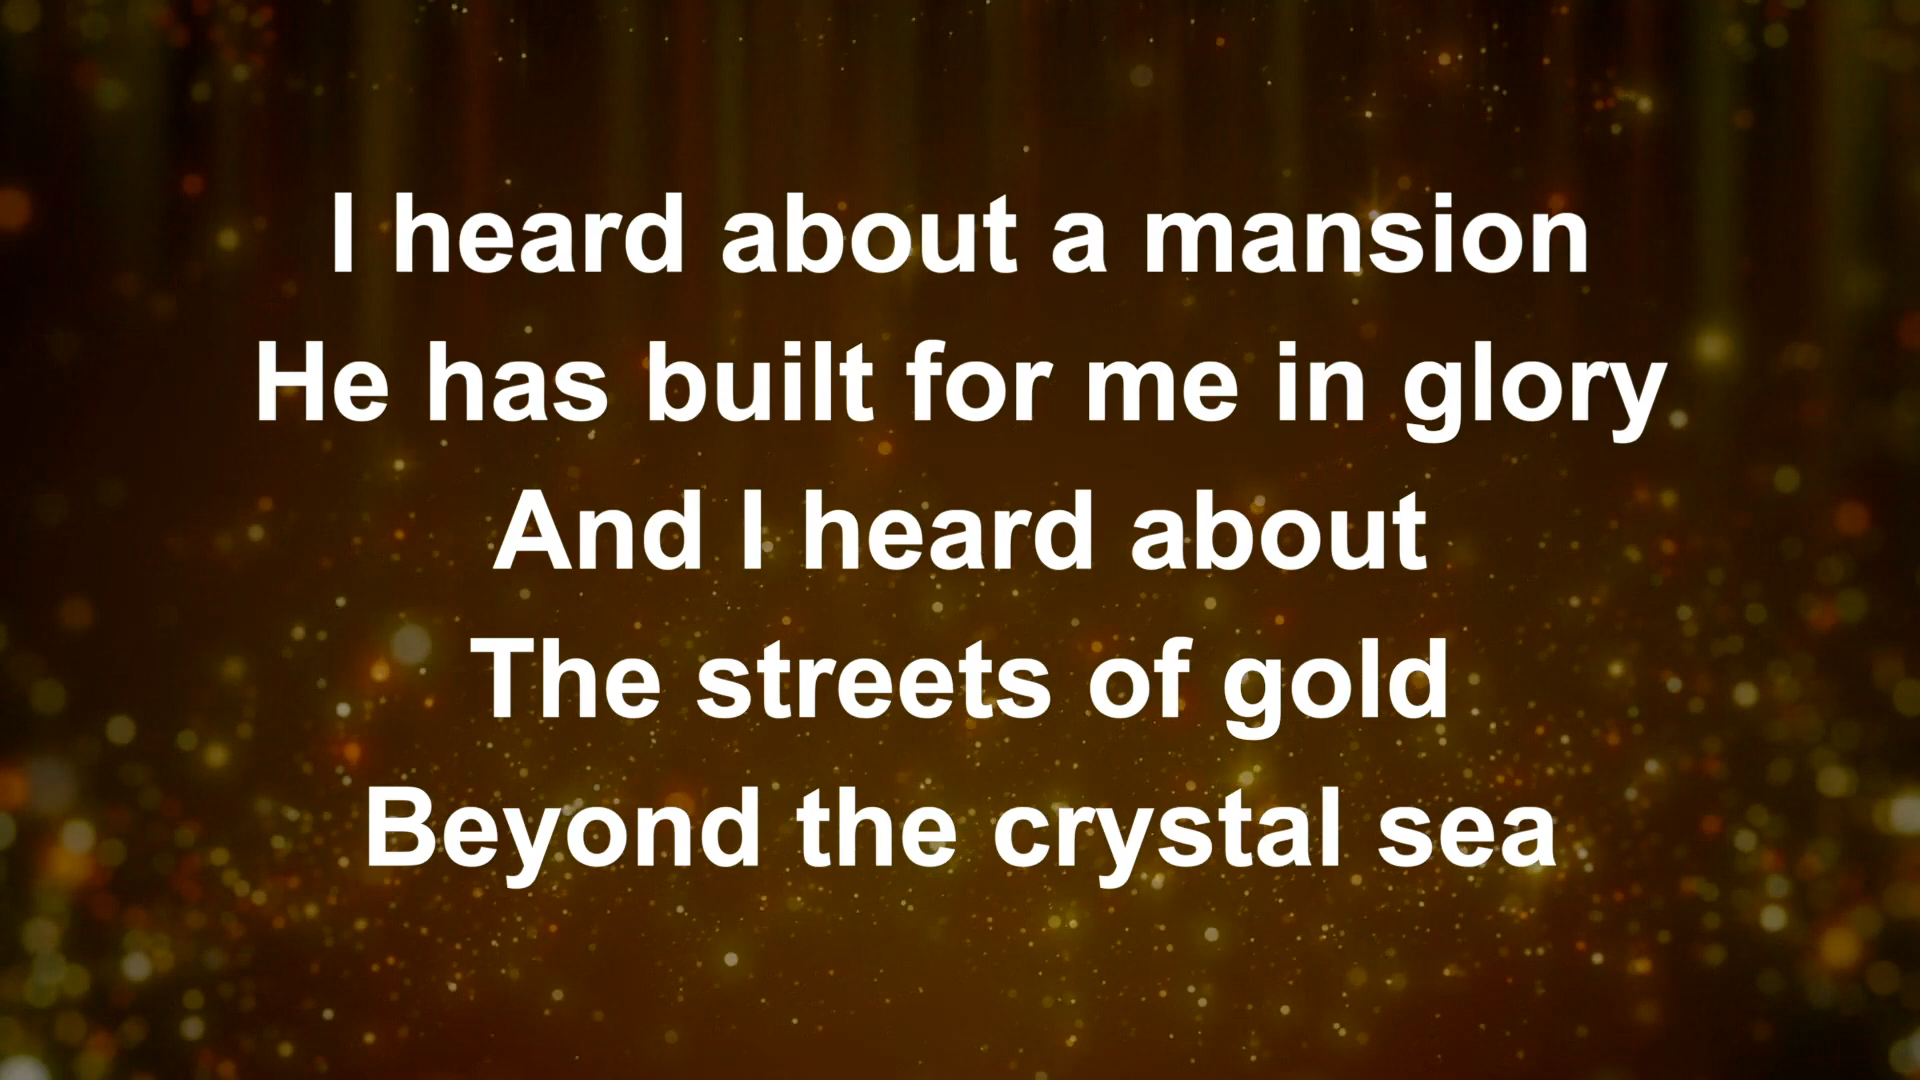 I heard about a mansion
He has built for me in glory
And I heard about
The streets of gold
Beyond the crystal sea